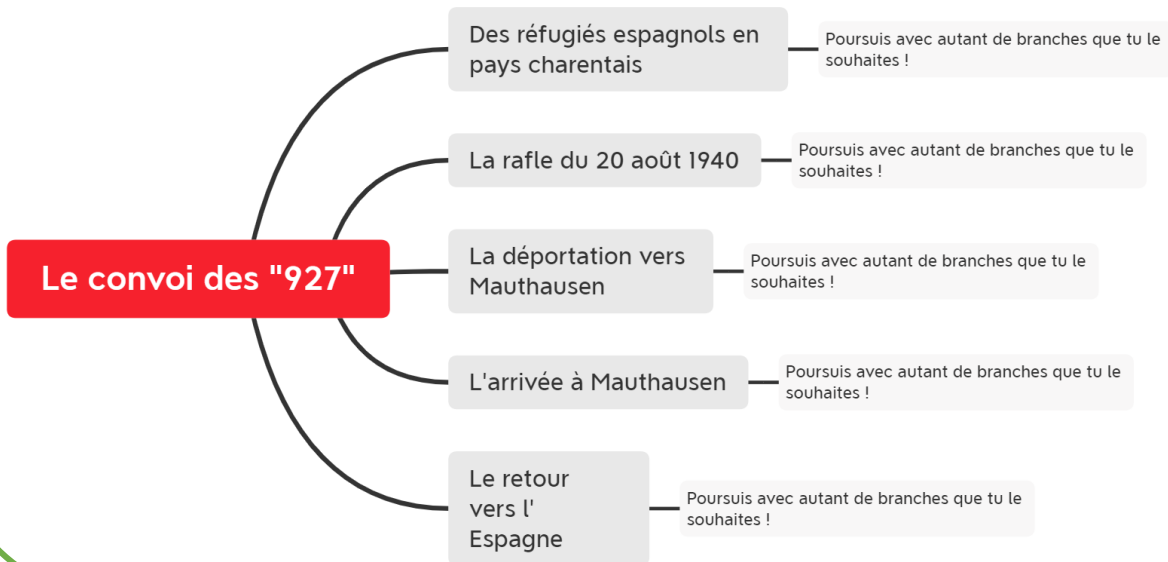 Des réfugiés espagnols en
pays charentais
Poursuis avec autant de branches que tu le
souhaites !
La rafle du 20 août 1940
Poursuis avec autant de branches que tu le
souhaites !
Le convoi des "927"
La déportation vers
Mauthausen
Poursuis avec autant de branches que tu le
souhaites !
L'arrivée à Mauthausen
Poursuis avec autant de branches que tu le
souhaites !
Le retour
vers l'
Espagne
Poursuis avec autant de branches que tu le
souhaites !